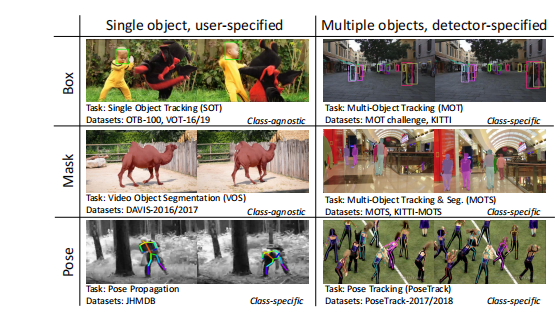 Single object, user-specified
Multiple objects, detector-specified
Box
Task: Single Object Tracking (SOT)
Datasets: OTB-100, VOT-16/19
Class-agnostic
Task: Multi-Object Tracking (MOT)
Datasets: MOT challenge, KITTI
Class-specific
Mask
Task: Video Object Segmentation (VOS)
Datasets: DAVIS-2016/2017
Class-agnostic
Task: Multi-Object Tracking & Seg. (MOTS)
Datasets: MOTS, KITTI-MOTS
Class-specific
Pose
Task: Pose Propagation
Datasets: JHMDB
Class-specific
Task: Pose Tracking (PoseTrack)
Datasets: PoseTrack-2017/2018
Class-specific